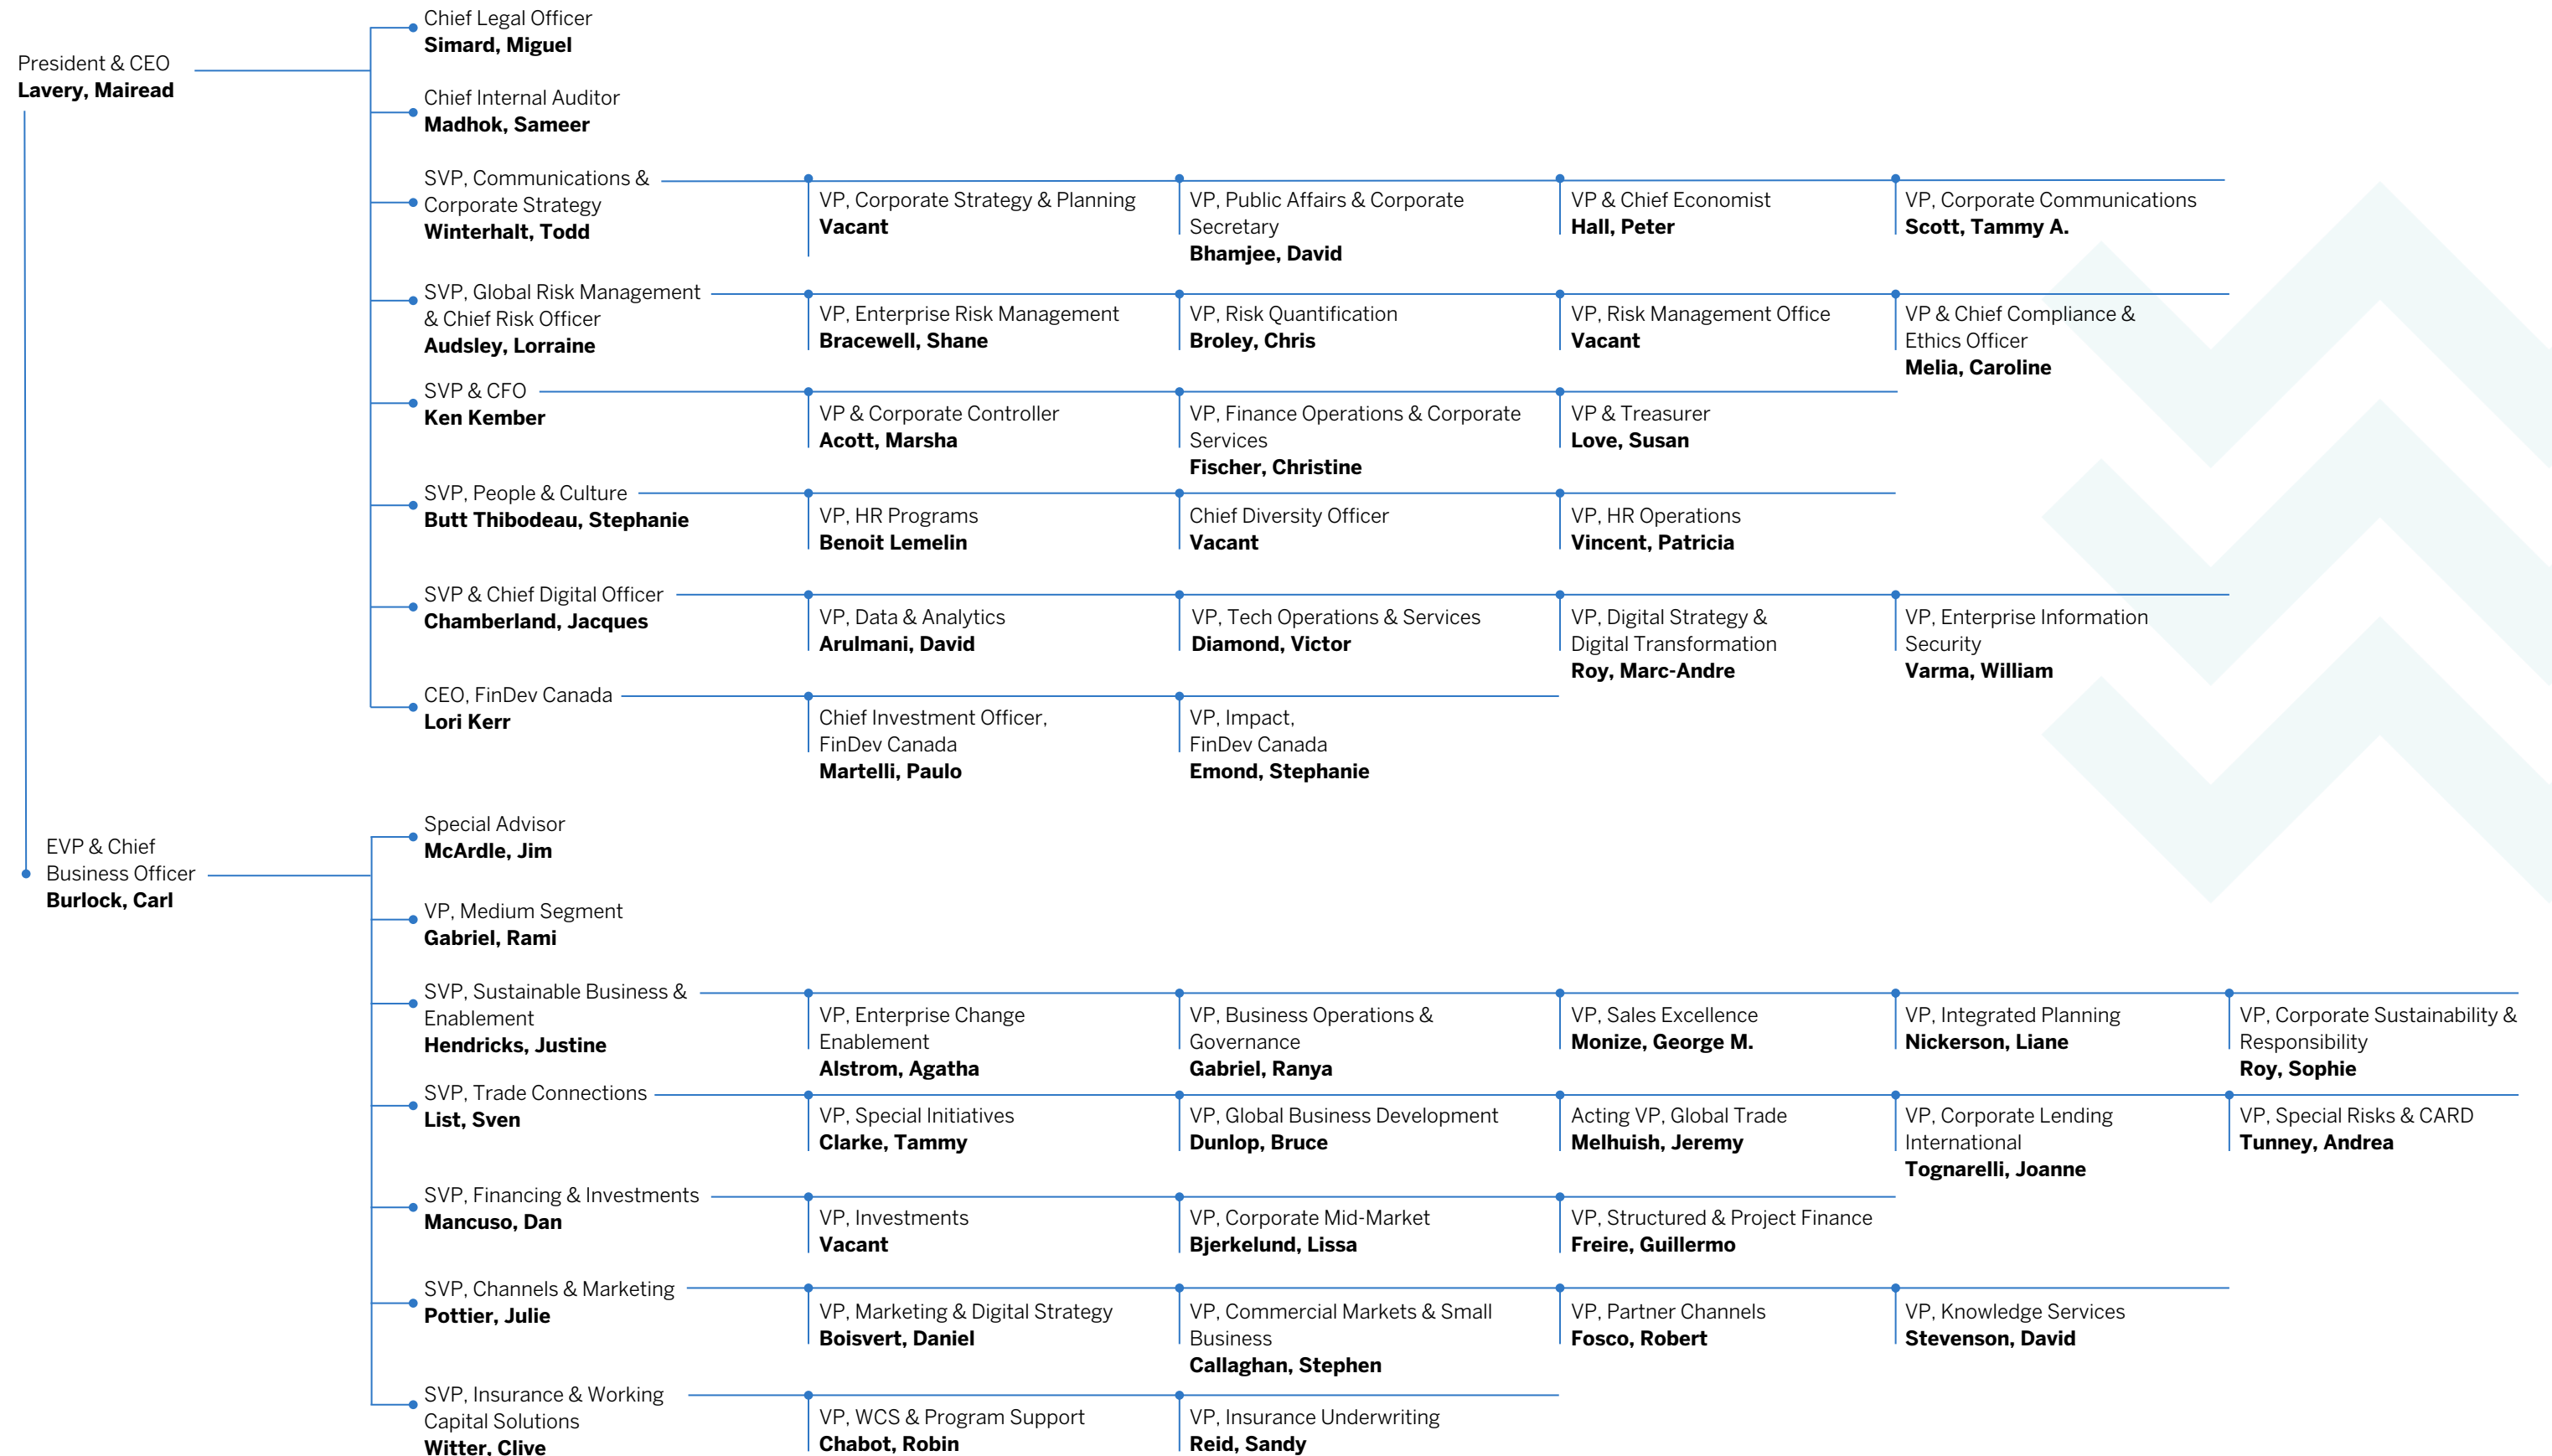 President & CEO
Lavery, Mairead
Chief Legal Officer
Simard, Miguel
Chief Internal Auditor
Madhok, Sameer
SVP, Communications &
Corporate Strategy
Winterhalt, Todd
VP, Corporate Strategy & Planning
Vacant
VP, Public Affairs & Corporate
Secretary
Bhamjee, David
VP & Chief Economist
Hall, Peter
VP, Corporate Communications
Scott, Tammy A.
SVP, Global Risk Management
& Chief Risk Officer
Audsley, Lorraine
VP, Enterprise Risk Management
Bracewell, Shane
VP, Risk Quantification
Broley, Chris
VP, Risk Management Office
Vacant
VP & Chief Compliance &
Ethics Officer
Melia, Caroline
SVP & CFO
Ken Kember
VP & Corporate Controller
Acott, Marsha
VP, Finance Operations & Corporate
Services
Fischer, Christine
VP & Treasurer
Love, Susan
SVP, People & Culture
Butt Thibodeau, Stephanie
VP, HR Programs
Benoit Lemelin
Chief Diversity Officer
Vacant
VP, HR Operations
Vincent, Patricia
SVP & Chief Digital Officer
Chamberland, Jacques
VP, Data & Analytics
Arulmani, David
VP, Tech Operations & Services
Diamond, Victor
VP, Digital Strategy &
Digital Transformation
Roy, Marc-Andre
VP, Enterprise Information
Security
Varma, William
CEO, FinDev Canada
Lori Kerr
Chief Investment Officer,
FinDev Canada
Martelli, Paulo
VP, Impact,
FinDev Canada
Emond, Stephanie
EVP & Chief
Business Officer
Burlock, Carl
Special Advisor
McArdle, Jim
VP, Medium Segment
Gabriel, Rami
SVP, Sustainable Business &
Enablement
Hendricks, Justine
VP, Enterprise Change
Enablement
Alstrom, Agatha
VP, Business Operations &
Governance
Gabriel, Ranya
VP, Sales Excellence
Monize, George M.
VP, Integrated Planning
Nickerson, Liane
VP, Corporate Sustainability &
Responsibility
Roy, Sophie
SVP, Trade Connections
List, Sven
VP, Special Initiatives
Clarke, Tammy
VP, Global Business Development
Dunlop, Bruce
Acting VP, Global Trade
Melhuish, Jeremy
VP, Corporate Lending
International
Tognarelli, Joanne
VP, Special Risks & CARD
Tunney, Andrea
SVP, Financing & Investments
Mancuso, Dan
VP, Investments
Vacant
VP, Corporate Mid-Market
Bjerkelund, Lissa
VP, Structured & Project Finance
Freire, Guillermo
SVP, Channels & Marketing
Pottier, Julie
VP, Marketing & Digital Strategy
Boisvert, Daniel
VP, Commercial Markets & Small
Business
Callaghan, Stephen
VP, Partner Channels
Fosco, Robert
VP, Knowledge Services
Stevenson, David
SVP, Insurance & Working
Capital Solutions
Witter, Clive
VP, WCS & Program Support
Chabot, Robin
VP, Insurance Underwriting
Reid, Sandy